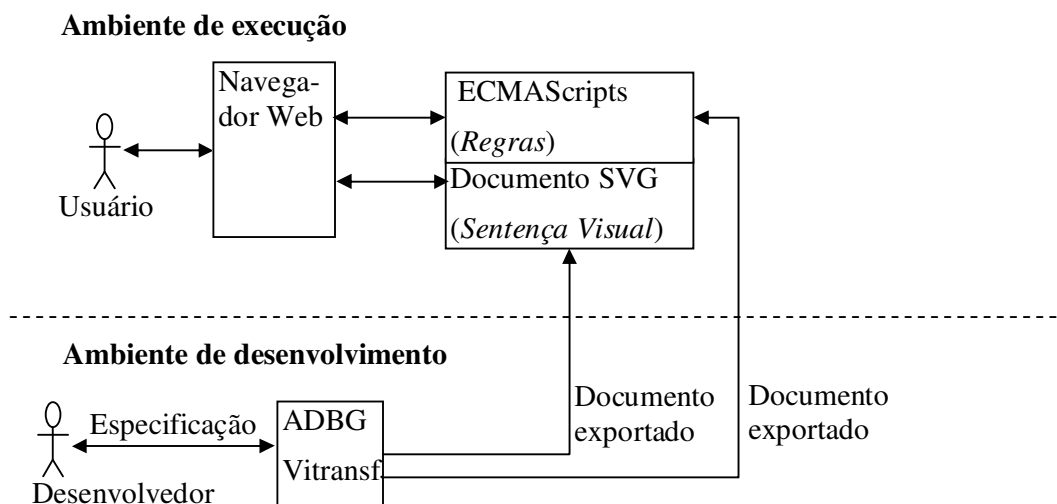 Ambiente de execução
Navega-
dor Web
ECMAScripts
(Regras)
Documento SVG
(Sentença Visual)
Usuário
Ambiente de desenvolvimento
Especificação
ADBG
Vitransf.
Desenvolvedor
Documento
exportado
Documento
exportado